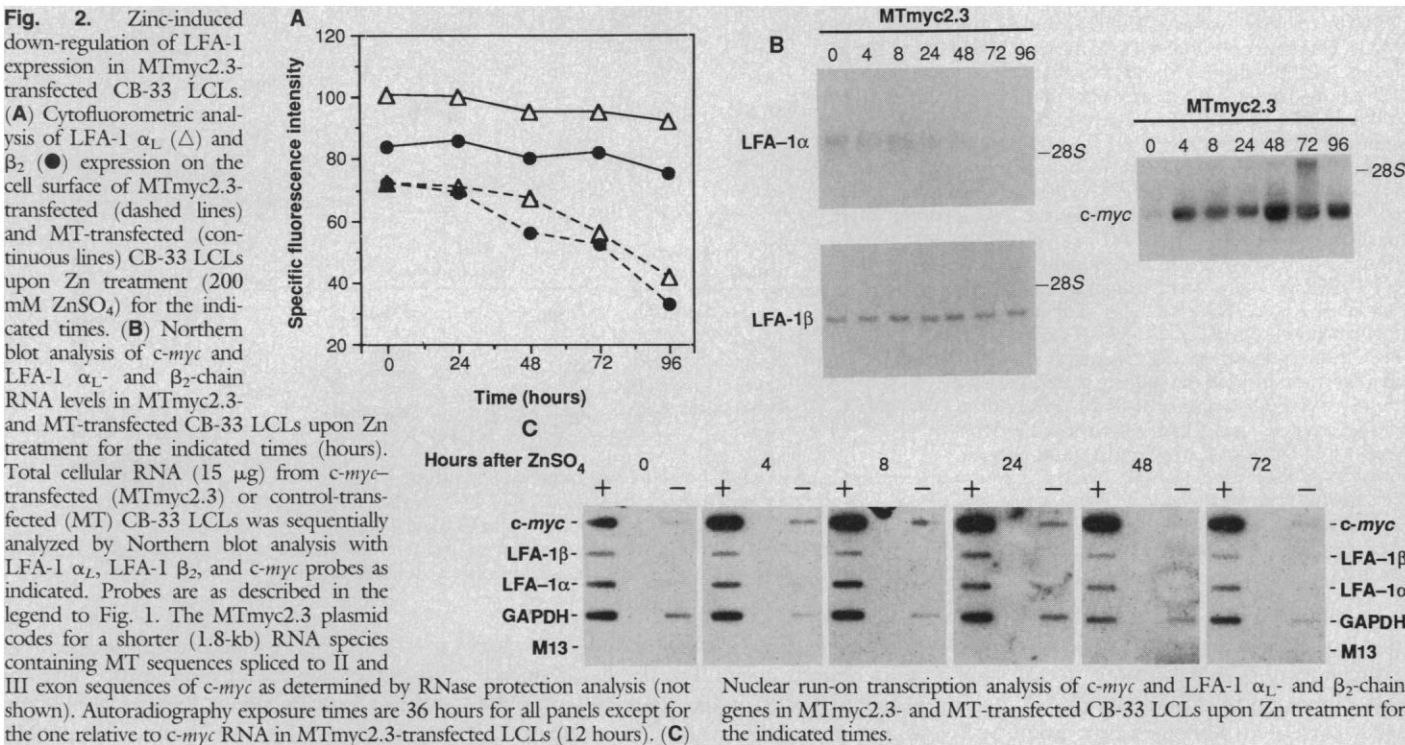 Fig. 2. Zinc-induced
down-regulation of LFA-1
expression in MTmyc2.3-
transfected CB-33 LCLs.
(A) Cytofluorometric anal-
ysis of LFA-1 αL (△) and
β2 (●) expression on the
cell surface of MTmyc2.3-
transfected (dashed lines)
and MT-transfected (con-
tinuous lines) CB-33 LCLs
upon Zn treatment (200
mM ZnSO4) for the indi-
cated times. (B) Northern
blot analysis of c-myc and
LFA-1 αL- and β2-chain
RNA levels in MTmyc2.3-
and MT-transfected CB-33 LCLs upon Zn
treatment for the indicated times (hours).
Total cellular RNA (15 μg) from c-myc–
transfected (MTmyc2.3) or control-trans-
fected (MT) CB-33 LCLs was sequentially
analyzed by Northern blot analysis with
LFA-1 αL, LFA-1 β2, and c-myc probes as
indicated. Probes are as described in the
legend to Fig. 1. The MTmyc2.3 plasmid
codes for a shorter (1.8-kb) RNA species
containing MT sequences spliced to II and
III exon sequences of c-myc as determined by RNase protection analysis (not
shown). Autoradiography exposure times are 36 hours for all panels except for
the one relative to c-myc RNA in MTmyc2.3-transfected LCLs (12 hours). (C)
Nuclear run-on transcription analysis of c-myc and LFA-1 αL- and β2-chain
genes in MTmyc2.3- and MT-transfected CB-33 LCLs upon Zn treatment for
the indicated times.
A
Specific fluorescence intensity
120
100
80
60
40
20
0 24 48 72 96
Time (hours)
B
MTmyc2.3
0 4 8 24 48 72 96
LFA–1α
–28S
LFA-1β
–28S
MTmyc2.3
0 4 8 24 48 72 96
–28S
c-myc
C
Hours after ZnSO4 0 4 8 24 48 72
+ – + – + – + – + – + –
c-myc - - c-myc
LFA-1β - - LFA–1β
LFA–1α - - LFA–1α
GAPDH - - GAPDH
M13 - - M13